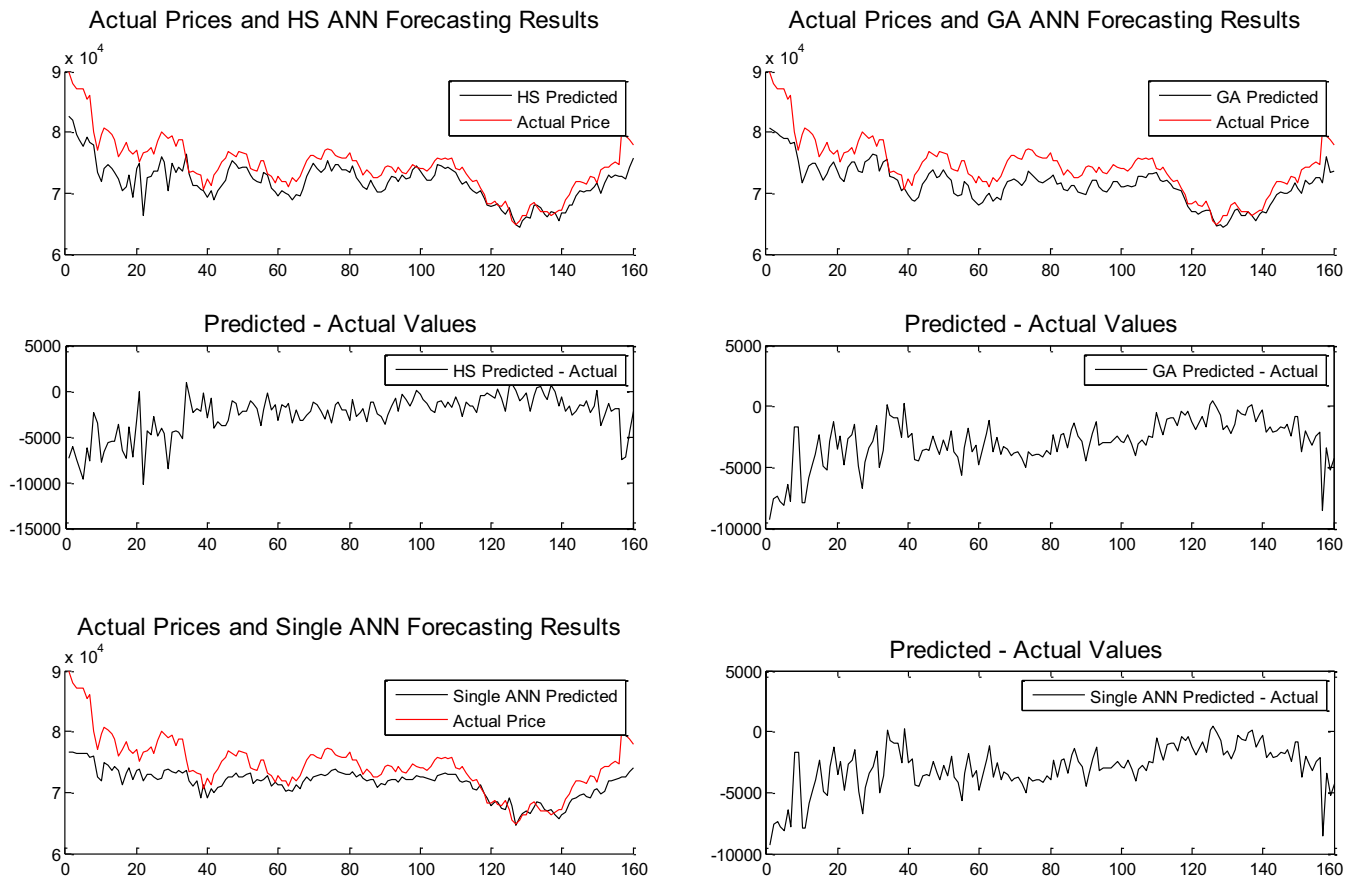 Actual Prices and HS ANN Forecasting Results
x 10^4
9
8
7
6
0 20 40 60 80 100 120 140 160
HS Predicted
Actual Price
Actual Prices and GA ANN Forecasting Results
x 10^4
9
8
7
6
0 20 40 60 80 100 120 140 160
GA Predicted
Actual Price
Predicted - Actual Values
5000
0
-5000
-10000
-15000
0 20 40 60 80 100 120 140 160
HS Predicted - Actual
Predicted - Actual Values
5000
0
-5000
-10000
0 20 40 60 80 100 120 140 160
GA Predicted - Actual
Actual Prices and Single ANN Forecasting Results
x 10^4
9
8
7
6
0 20 40 60 80 100 120 140 160
Single ANN Predicted
Actual Price
Predicted - Actual Values
5000
0
-5000
-10000
0 20 40 60 80 100 120 140 160
Single ANN Predicted - Actual